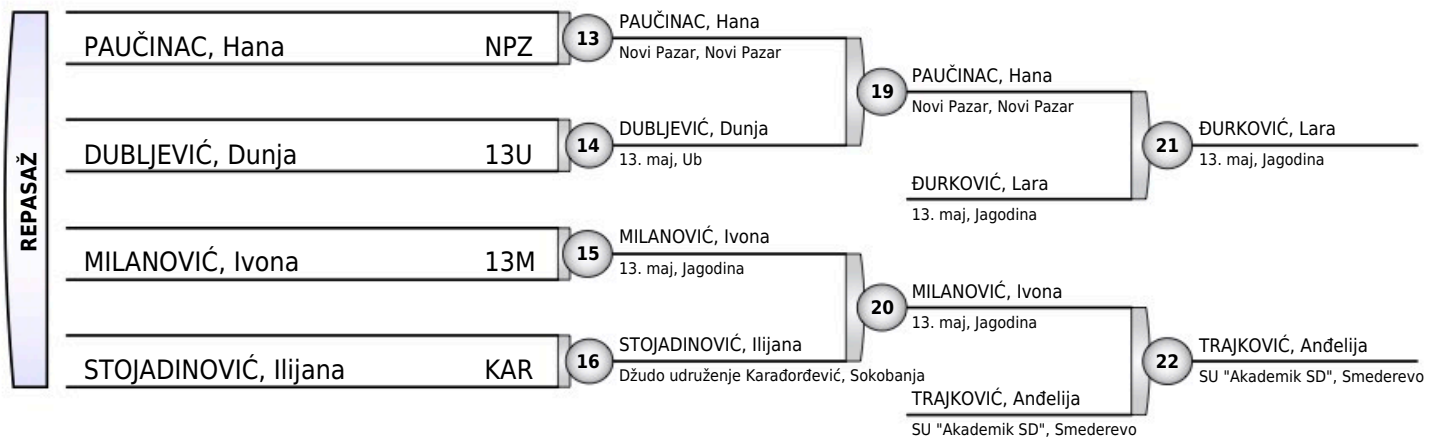 REPASAŽ
PAUČINAC, Hana NPZ
DUBLJEVIĆ, Dunja 13U
MILANOVIĆ, Ivona 13M
STOJADINOVIĆ, Ilijana KAR
13
PAUČINAC, Hana
Novi Pazar, Novi Pazar
14
DUBLJEVIĆ, Dunja
13. maj, Ub
15
MILANOVIĆ, Ivona
13. maj, Jagodina
16
STOJADINOVIĆ, Ilijana
Džudo udruženje Karađorđević, Sokobanja
19
PAUČINAC, Hana
Novi Pazar, Novi Pazar
ĐURKOVIĆ, Lara
13. maj, Jagodina
20
MILANOVIĆ, Ivona
13. maj, Jagodina
TRAJKOVIĆ, Anđelija
SU "Akademik SD", Smederevo
21
ĐURKOVIĆ, Lara
13. maj, Jagodina
22
TRAJKOVIĆ, Anđelija
SU "Akademik SD", Smederevo